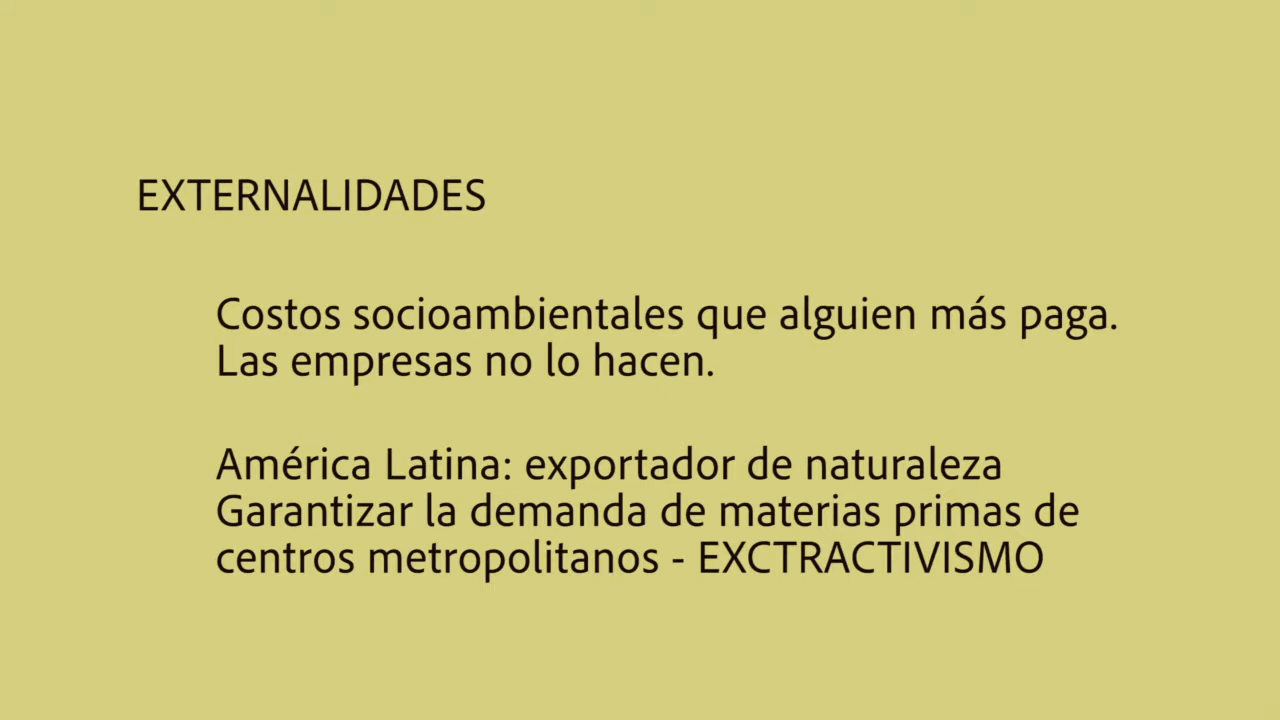 EXTERNALIDADES
Costos socioambientales que alguien más paga.
Las empresas no lo hacen.
América Latina: exportador de naturaleza
Garantizar la demanda de materias primas de
centros metropolitanos - EXCTRACTIVISMO